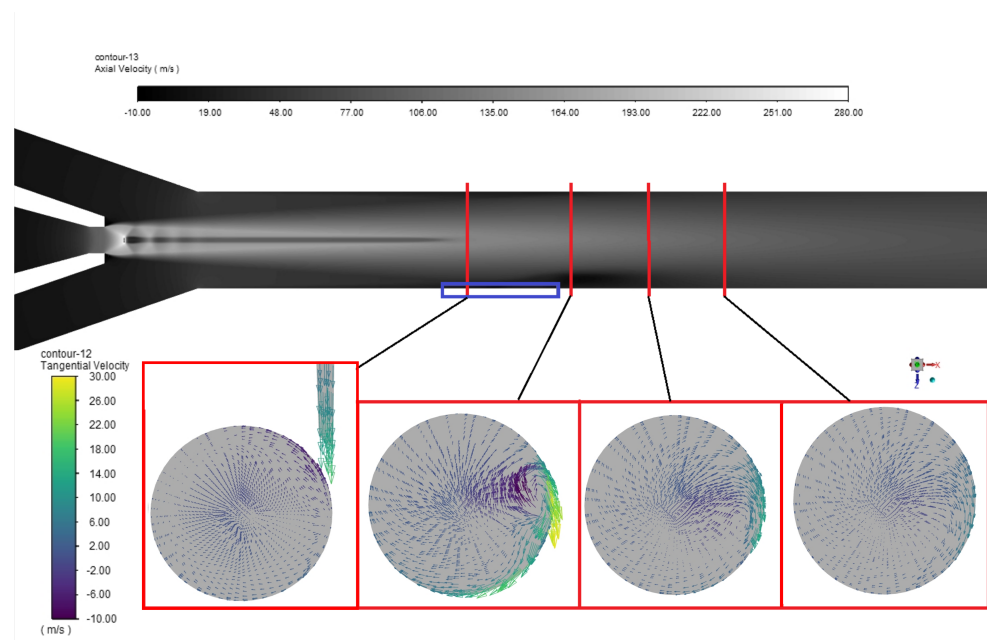 contour-13
Axial Velocity ( m/s )
-10.00 19.00 48.00 77.00 106.00 135.00 164.00 193.00 222.00 251.00 280.00
contour-12
Tangential Velocity
30.00
26.00
22.00
18.00
14.00
10.00
6.00
2.00
-2.00
-6.00
-10.00
( m/s )
X
Z